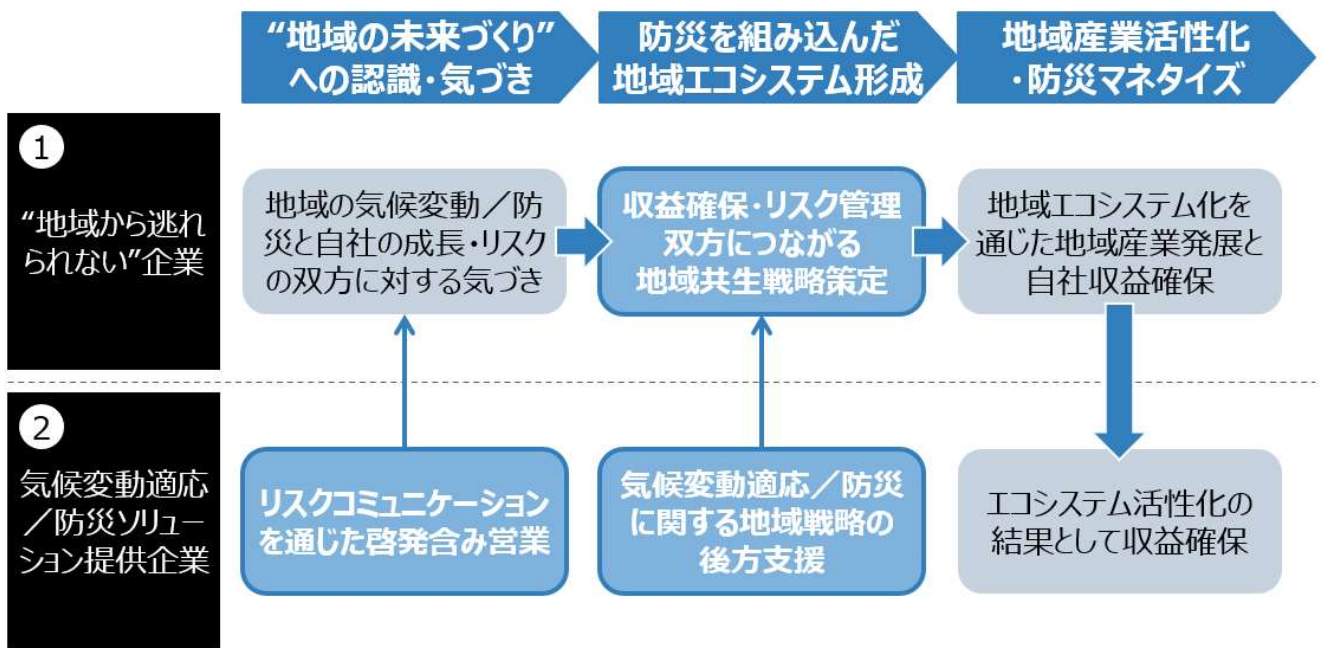 “地域の未来づくり”
への認識・気づき
防災を組み込んだ
地域エコシステム形成
地域産業活性化
・防災マネタイズ
1
“地域から逃れ
られない”企業
地域の気候変動／防
災と自社の成長・リスク
の双方に対する気づき
収益確保・リスク管理
双方につながる
地域共生戦略策定
地域エコシステム化を
通じた地域産業発展と
自社収益確保
2
気候変動適応
／防災ソリュー
ション提供企業
リスクコミュニケーション
を通じた啓発含み営業
気候変動適応／防災
に関する地域戦略の
後方支援
エコシステム活性化の
結果として収益確保